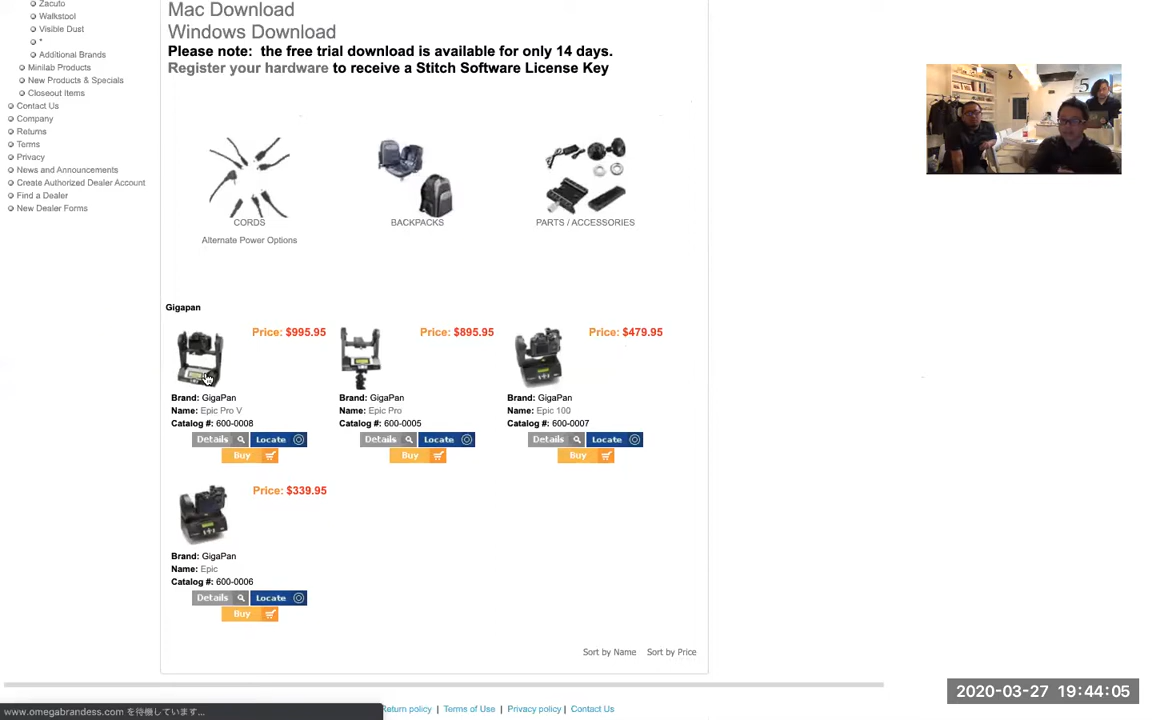 Zacuto
Walkstool
Visible Dust
*
Additional Brands
Minilab Products
New Products & Specials
Closeout Items
Contact Us
Company
Returns
Terms
Privacy
News and Announcements
Create Authorized Dealer Account
Find a Dealer
New Dealer Forms
Mac Download
Windows Download
Please note: the free trial download is available for only 14 days.
Register your hardware to receive a Stitch Software License Key
CORDS
BACKPACKS
PARTS / ACCESSORIES
Alternate Power Options
Gigapan
Price: $995.95
Brand: GigaPan
Name: Epic Pro V
Catalog #: 600-0008
Details
Locate
Buy
Price: $895.95
Brand: GigaPan
Name: Epic Pro
Catalog #: 600-0005
Details
Locate
Buy
Price: $479.95
Brand: GigaPan
Name: Epic 100
Catalog #: 600-0007
Details
Locate
Buy
Price: $339.95
Brand: GigaPan
Name: Epic
Catalog #: 600-0006
Details
Locate
Buy
Sort by Name Sort by Price
Return policy | Terms of Use | Privacy policy | Contact Us
www.omegabrandess.com を待機しています...
5
2020-03-27 19:44:05